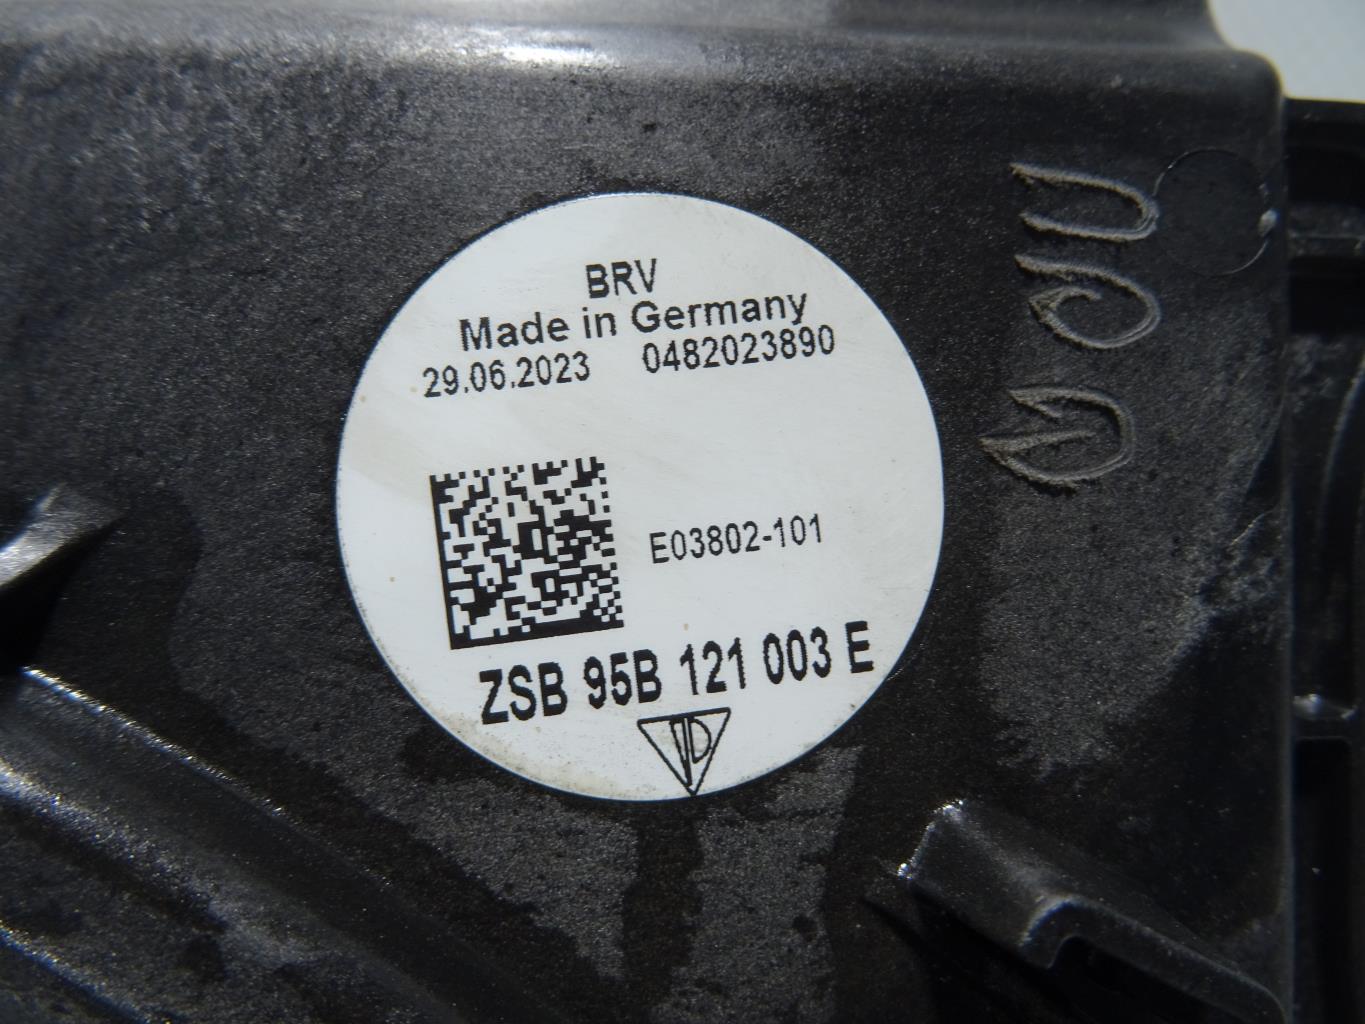 BRV
Made in Germany
29.06.2023 0482023890
E03802-101
ZSB 95B 121 003 E